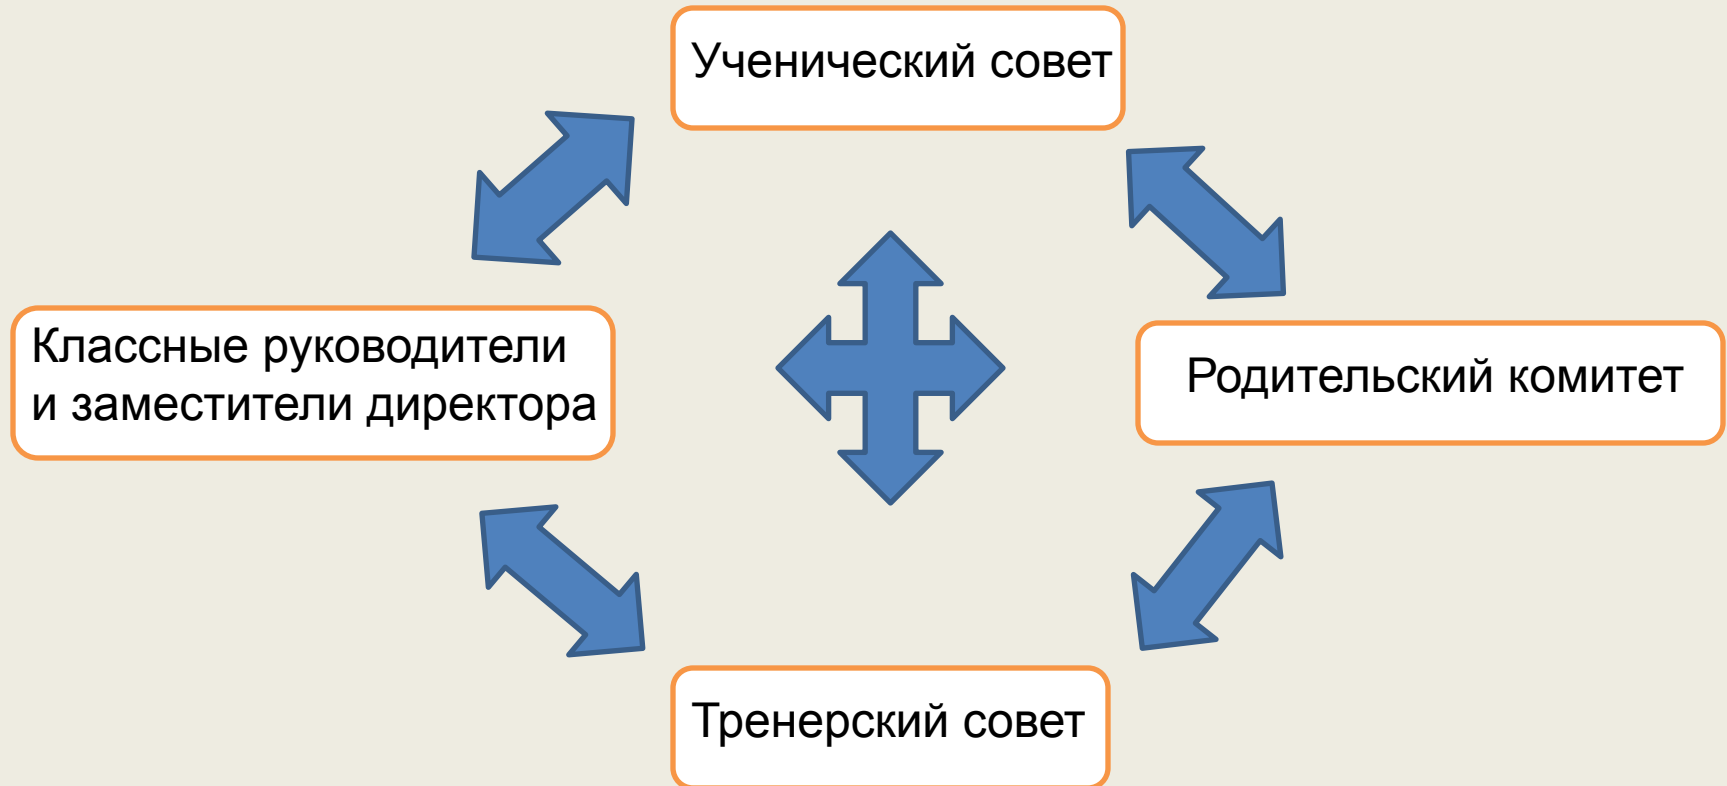 Ученический совет
Классные руководители
и заместители директора
Родительский комитет
Тренерский совет